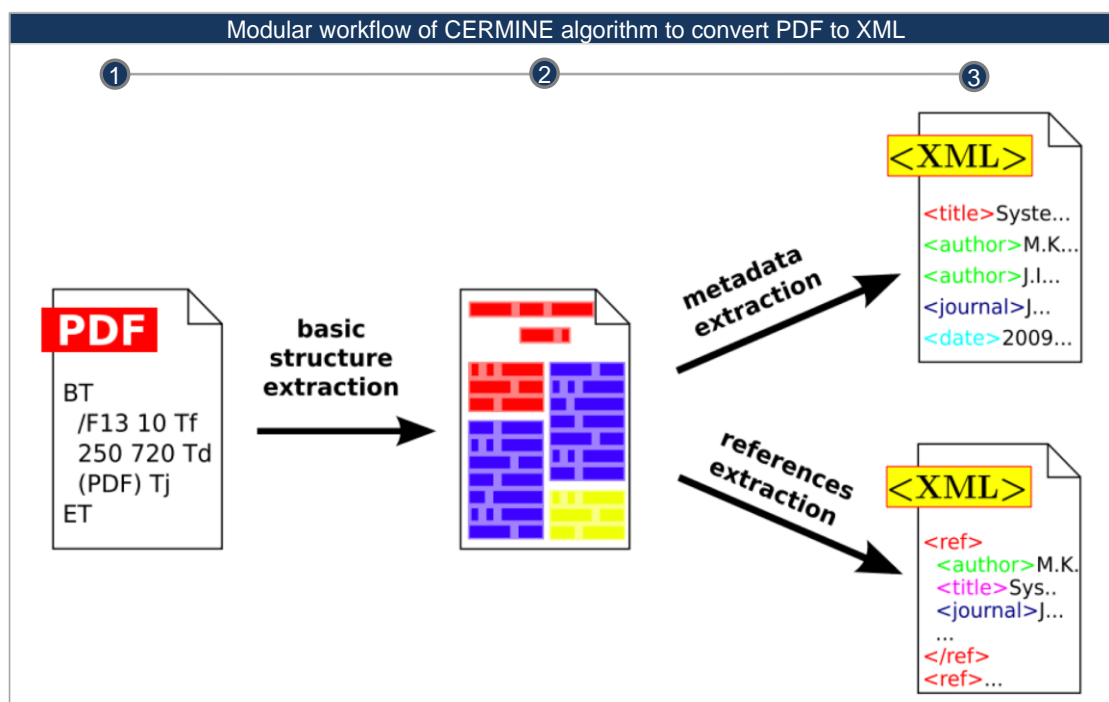 Modular workflow of CERMINE algorithm to convert PDF to XML
1
2
3
PDF
BT
/F13 10 Tf
250 720 Td
(PDF) Tj
ET
basic
structure
extraction
metadata
extraction
references
extraction
<XML>
<title>Syste...
<author>M.K...
<author>J.I...
<journal>J...
<date>2009...
<XML>
<ref>
<author>M.K.
<title>Sys..
<journal>J...
...
</ref>
<ref>...